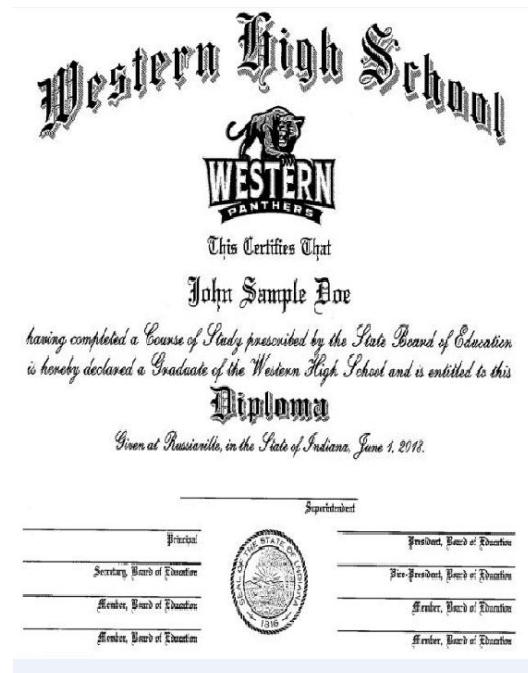 Western High School
WESTERN
PANTHERS
This Certifies That
John Sample Doe
having completed a Course of Study prescribed by the State Board of Education
is hereby declared a Graduate of the Western High School and is entitled to this
Diploma
Given at Russiaville, in the State of Indiana, June 1, 2018.
Superintendent
Principal
President, Board of Education
Secretary, Board of Education
Vice-President, Board of Education
Member, Board of Education
Member, Board of Education
Member, Board of Education
Member, Board of Education
SEAL OF THE STATE OF INDIANA
1816